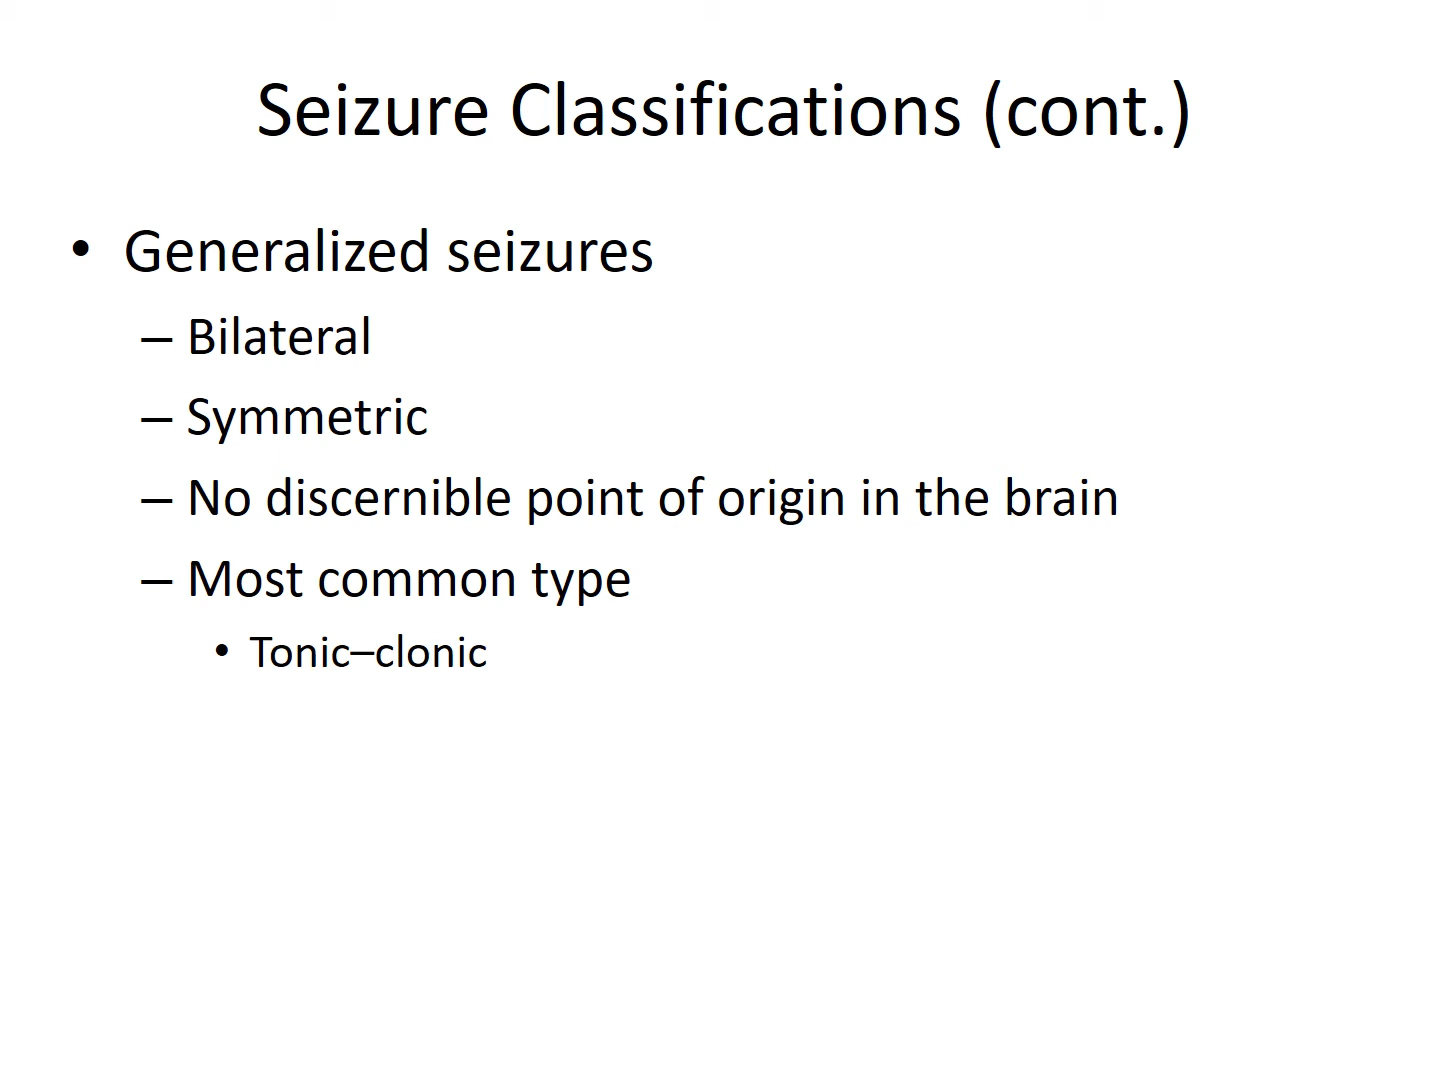 Seizure Classifications (cont.)
• Generalized seizures
– Bilateral
– Symmetric
– No discernible point of origin in the brain
– Most common type
• Tonic–clonic